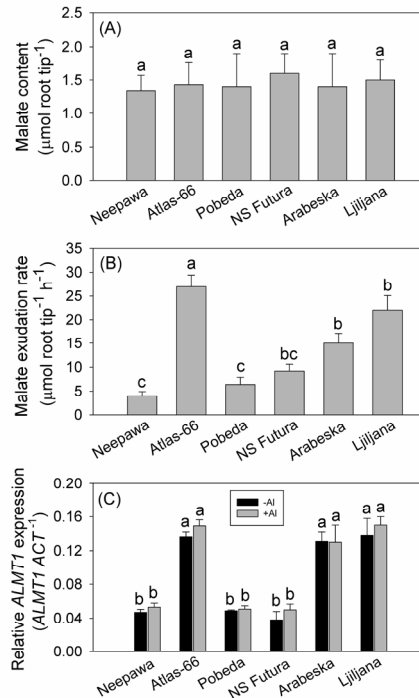 (A)
Malate content
(μmol root tip⁻¹)
2.5
2.0
1.5
1.0
0.5
0.0
a a a a a a
Neepawa Atlas-66 Pobeda NS Futura Arabeska Ljiljana
(B)
Malate exudation rate
(μmol root tip⁻¹ h⁻¹)
35
30
25
20
15
10
5
0
c a c bc b b
Neepawa Atlas-66 Pobeda NS Futura Arabeska Ljiljana
(C)
Relative ALMT1 expression
(ALMT1 ACT⁻¹)
-Al
+Al
0.20
0.16
0.12
0.08
0.04
0.00
b b a a b b b b a a a a
Neepawa Atlas-66 Pobeda NS Futura Arabeska Ljiljana